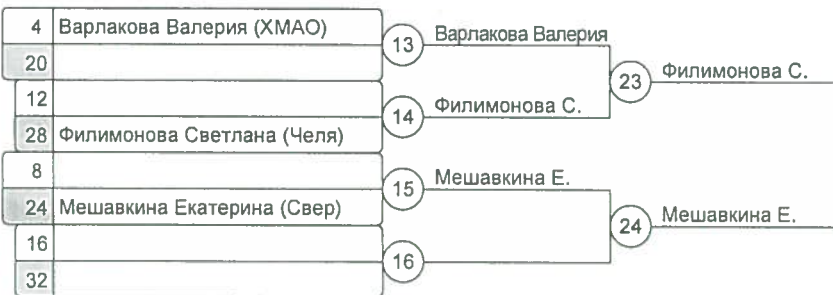 4 Варлакова Валерия (ХМАО)
20
12
28 Филимонова Светлана (Челя)
8
24 Мешавкина Екатерина (Свер)
16
32
13 Варлакова Валерия
14 Филимонова С.
15 Мешавкина Е.
16
23 Филимонова С.
24 Мешавкина Е.